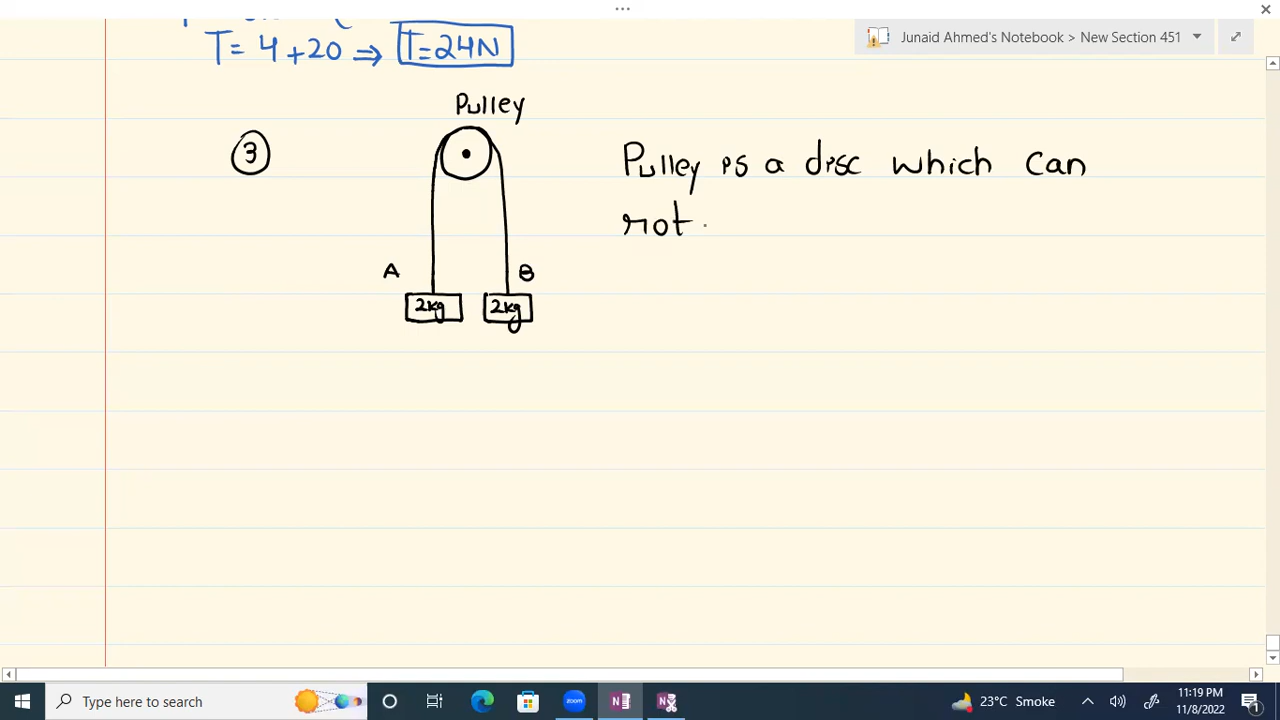 ...
Junaid Ahmed's Notebook > New Section 451
T= 4+20 ⇒ T=24N
Pulley
3
Pulley is a disc which can
rot
A B
2kg 2kg
Type here to search
23°C Smoke
11:19 PM
11/8/2022
1